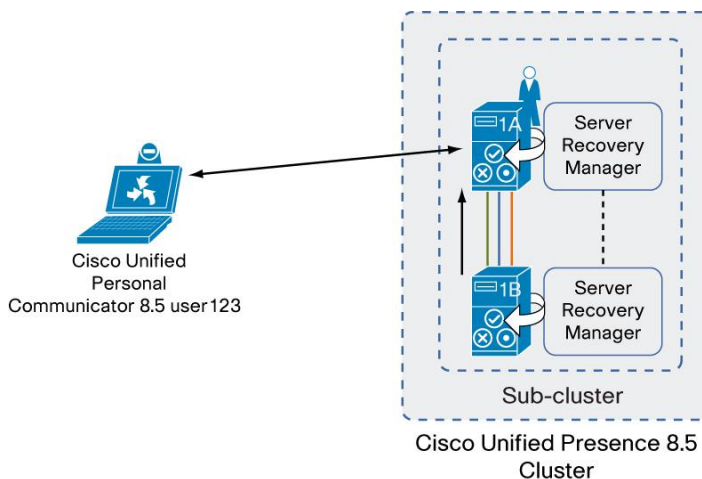 1A
Server
Recovery
Manager
Cisco Unified
Personal
Communicator 8.5 user123
1B
Server
Recovery
Manager
Sub-cluster
Cisco Unified Presence 8.5
Cluster